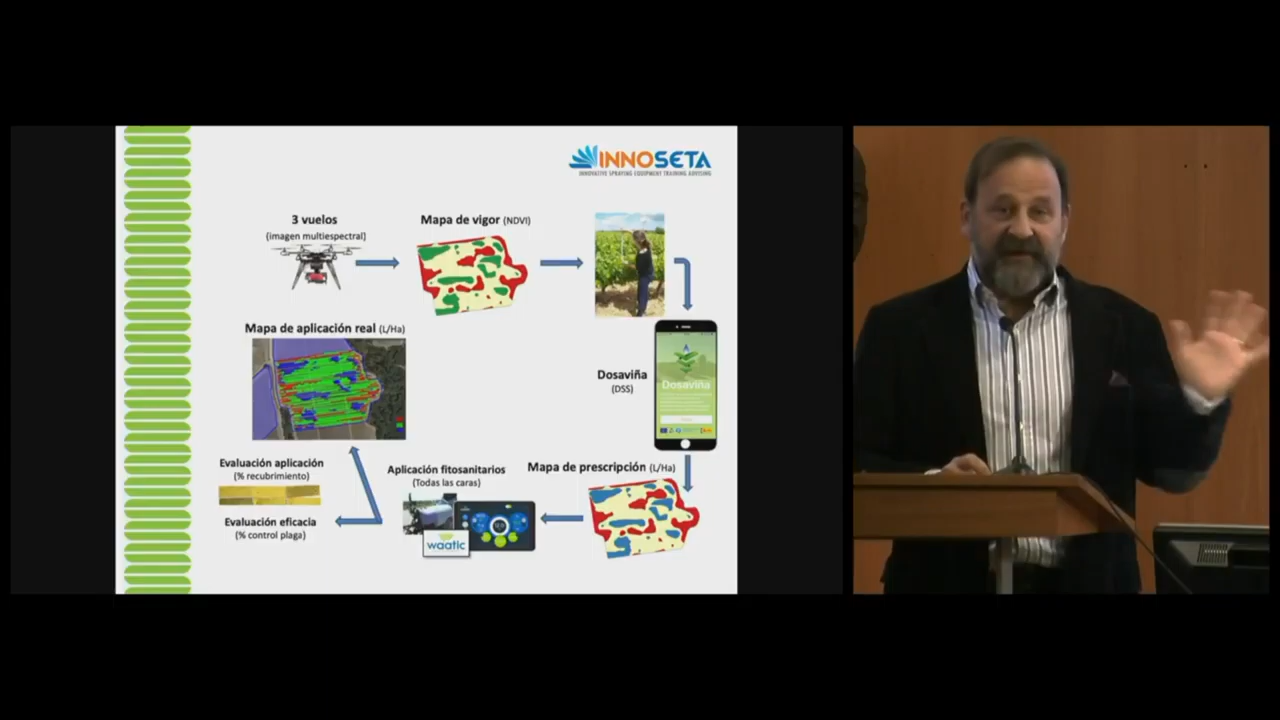 INNOSETA
INNOVATIVE SPRAYING EQUIPMENT TRAINING ADVISING
3 vuelos
(imagen multiespectral)
Mapa de vigor (NDVI)
Mapa de aplicación real (L/Ha)
Dosaviña
(DSS)
Dosaviña
Evaluación aplicación
(% recubrimiento)
Evaluación eficacia
(% control plaga)
Aplicación fitosanitarios
(Todas las caras)
waatic
Mapa de prescripción (L/Ha)